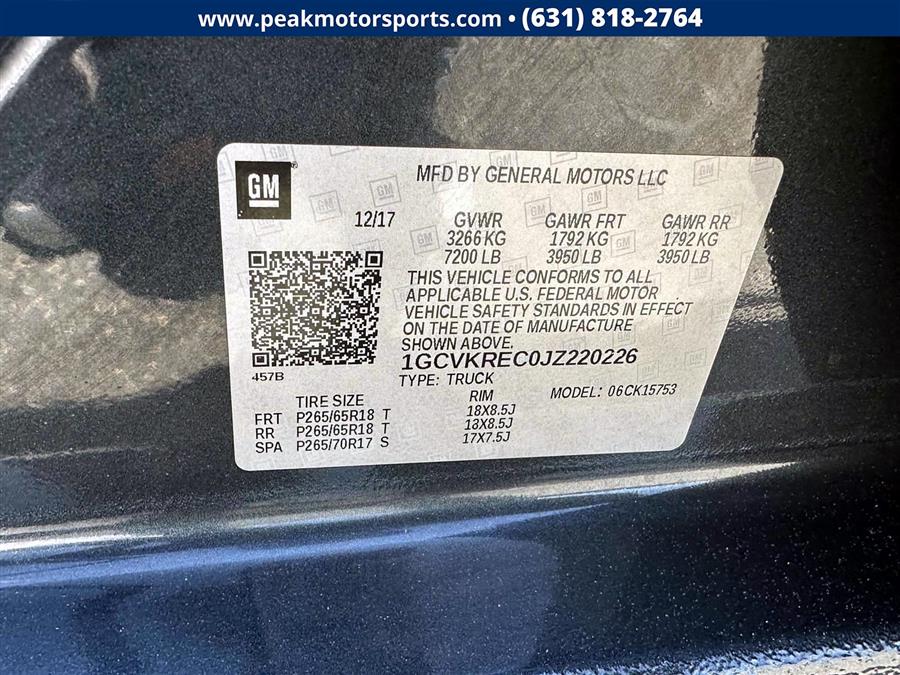 www.peakmotorsports.com • (631) 818-2764
GM ® MFD BY GENERAL MOTORS LLC
12/17 GVWR GAWR FRT GAWR RR
3266 KG 1792 KG 1792 KG
7200 LB 3950 LB 3950 LB
THIS VEHICLE CONFORMS TO ALL
APPLICABLE U.S. FEDERAL MOTOR
VEHICLE SAFETY STANDARDS IN EFFECT
ON THE DATE OF MANUFACTURE
SHOWN ABOVE.
1GCVKREC0JZ220226
457B TYPE: TRUCK MODEL: 06CK15753
TIRE SIZE RIM
FRT P265/65R18 T 18X8.5J
RR P265/65R18 T 18X8.5J
SPA P265/70R17 S 17X7.5J